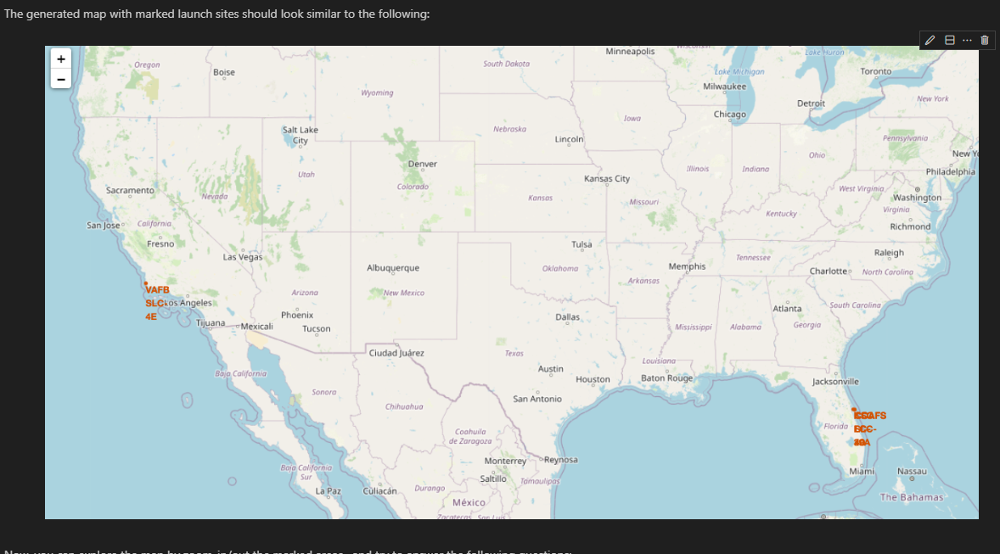 The generated map with marked launch sites should look similar to the following:
+
−
Oregon
Boise
South Dakota
Minneapolis
Wisconsin
Lake Huron
Toronto
Lake Michigan
Wyoming
Milwaukee
New York
Detroit
Chicago
Iowa
Salt Lake
City
Nebraska
Lincoln
Pennsylvania
Ohio
New Yo
Denver
Utah
Illinois
Indiana
Philadelphia
Kansas City
Colorado
Sacramento
Nevada
Kansas
Missouri
West Virginia
Washington
Virginia
Kentucky
San Jose
California
Richmond
Fresno
Tulsa
Las Vegas
Raleigh
Tennessee
Albuquerque
Oklahoma
Memphis
Charlotte
North Carolina
Arkansas
VAFB
SLC-
4E
Los Angeles
Arizona
New Mexico
South Carolina
Atlanta
Phoenix
Dallas
Tijuana
Mexicali
Tucson
Mississippi
Alabama
Georgia
Ciudad Juárez
Texas
Louisiana
Baja California
Austin
Houston
Baton Rouge
Jacksonville
Sonora
San Antonio
Chihuahua
Florida
Coahuila
de Zaragoza
Monterrey
Reynosa
Baja California
Sur
Miami
Nassau
Saltillo
Tamaulipas
La Paz
Culiacán
Durango
The Bahamas
México
Zacatecas
San Luis
Now, you can explore the map by zoom-in/out the marked areas, and try to answer the following questions: